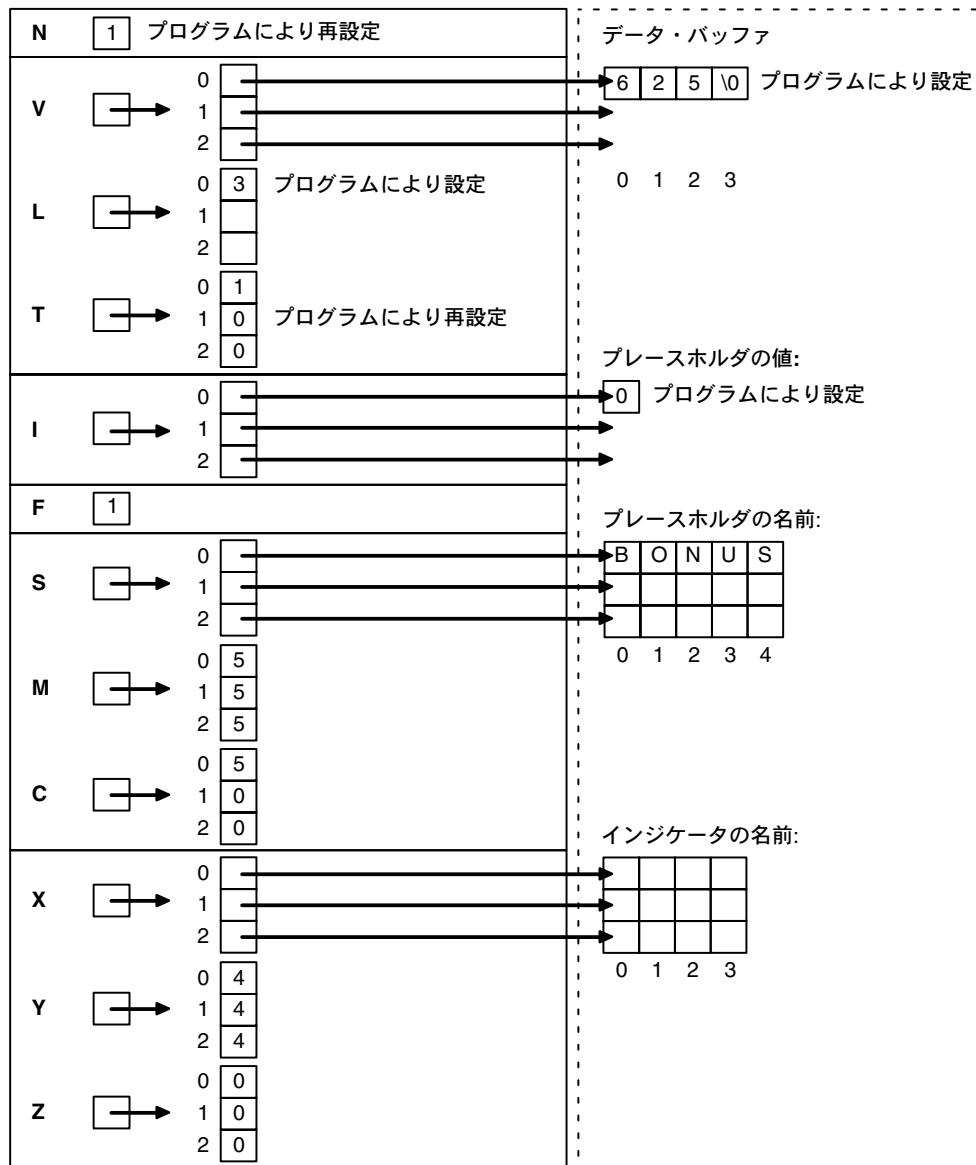 N 1 プログラムにより再設定
データ・バッファ
V
0
1
2
6 2 5 \0 プログラムにより設定
0 1 2 3
L
0 3 プログラムにより設定
1
2
T
0 1
1 0 プログラムにより再設定
2 0
プレースホルダの値:
I
0
1
2
0 プログラムにより設定
F 1
プレースホルダの名前:
S
0
1
2
B O N U S
0 1 2 3 4
M
0 5
1 5
2 5
C
0 5
1 0
2 0
インジケータの名前:
X
0
1
2
0 1 2 3
Y
0 4
1 4
2 4
Z
0 0
1 0
2 0